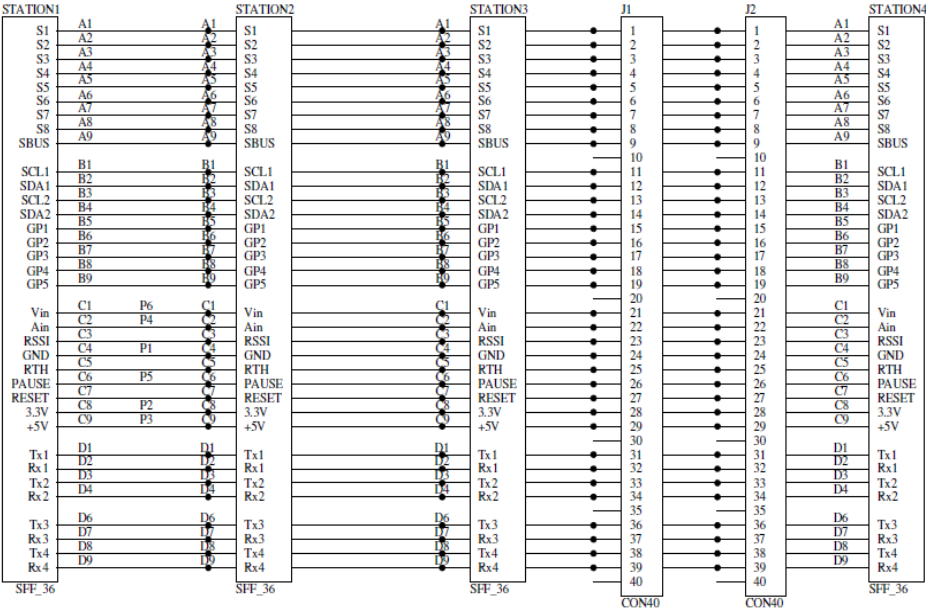 STATION1 STATION2 STATION3 J1 J2 STATION4
A1 A1 A1 A1
S1 S1 S1 1 1 S1
A2 A2 A2 A2
S2 S2 S2 2 2 S2
A3 A3 A3 A3
S3 S3 S3 3 3 S3
A4 A4 A4 A4
S4 S4 S4 4 4 S4
A5 A5 A5 A5
S5 S5 S5 5 5 S5
A6 A6 A6 A6
S6 S6 S6 6 6 S6
A7 A7 A7 A7
S7 S7 S7 7 7 S7
A8 A8 A8 A8
S8 S8 S8 8 8 S8
A9 A9 A9 A9
SBUS SBUS SBUS 9 9 SBUS
10 10
B1 B1 B1 B1
SCL1 SCL1 SCL1 11 11 SCL1
B2 B2 B2 B2
SDA1 SDA1 SDA1 12 12 SDA1
B3 B3 B3 B3
SCL2 SCL2 SCL2 13 13 SCL2
B4 B4 B4 B4
SDA2 SDA2 SDA2 14 14 SDA2
B5 B5 B5 B5
GP1 GP1 GP1 15 15 GP1
B6 B6 B6 B6
GP2 GP2 GP2 16 16 GP2
B7 B7 B7 B7
GP3 GP3 GP3 17 17 GP3
B8 B8 B8 B8
GP4 GP4 GP4 18 18 GP4
B9 B9 B9 B9
GP5 GP5 GP5 19 19 GP5
20 20
C1 P6 C1 C1 C1
Vin Vin Vin 21 21 Vin
C2 P4 C2 C2 C2
Ain Ain Ain 22 22 Ain
C3 C3 C3 C3
RSSI RSSI RSSI 23 23 RSSI
C4 P1 C4 C4 C4
GND GND GND 24 24 GND
C5 C5 C5 C5
RTH RTH RTH 25 25 RTH
C6 P5 C6 C6 C6
PAUSE PAUSE PAUSE 26 26 PAUSE
C7 C7 C7 C7
RESET RESET RESET 27 27 RESET
C8 P2 C8 C8 C8
3.3V 3.3V 3.3V 28 28 3.3V
C9 P3 C9 C9 C9
+5V +5V +5V 29 29 +5V
30 30
D1 D1 D1 D1
Tx1 Tx1 Tx1 31 31 Tx1
D2 D2 D2 D2
Rx1 Rx1 Rx1 32 32 Rx1
D3 D3 D3 D3
Tx2 Tx2 Tx2 33 33 Tx2
D4 D4 D4 D4
Rx2 Rx2 Rx2 34 34 Rx2
35 35
D6 D6 D6 D6
Tx3 Tx3 Tx3 36 36 Tx3
D7 D7 D7 D7
Rx3 Rx3 Rx3 37 37 Rx3
D8 D8 D8 D8
Tx4 Tx4 Tx4 38 38 Tx4
D9 D9 D9 D9
Rx4 Rx4 Rx4 39 39 Rx4
40 40
SFF_36 SFF_36 SFF_36 SFF_36
CON40 CON40